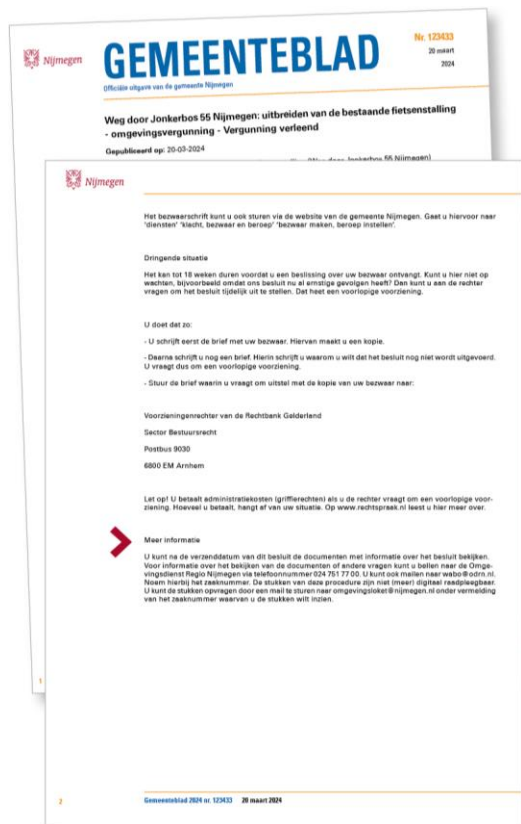 Nijmegen
GEMEENTEBLAD
Officiële uitgave van de gemeente Nijmegen
Nr. 123433
20 maart
2024
Weg door Jonkerbos 55 Nijmegen: uitbreiden van de bestaande fietsenstalling
- omgevingsvergunning - Vergunning verleend
Gepubliceerd op: 20-03-2024
Jonkerbos 55 Nijmegen)
Nijmegen
Het bezwaarschrift kunt u ook sturen via de website van de gemeente Nijmegen. Gaat u hiervoor naar
'diensten' 'klacht, bezwaar en beroep' 'bezwaar maken, beroep instellen'.
Dringende situatie
Het kan tot 18 weken duren voordat u een beslissing over uw bezwaar ontvangt. Kunt u hier niet op
wachten, bijvoorbeeld omdat ons besluit nu al ernstige gevolgen heeft? Dan kunt u aan de rechter
vragen om het besluit tijdelijk uit te stellen. Dat heet een voorlopige voorziening.
U doet dat zo:
- U schrijft eerst de brief met uw bezwaar. Hiervan maakt u een kopie.
- Daarna schrijft u nog een brief. Hierin schrijft u waarom u wilt dat het besluit nog niet wordt uitgevoerd.
U vraagt dus om een voorlopige voorziening.
- Stuur de brief waarin u vraagt om uitstel met de kopie van uw bezwaar naar:
Voorzieningenrechter van de Rechtbank Gelderland
Sector Bestuursrecht
Postbus 9030
6800 EM Arnhem
Let op! U betaalt administratiekosten (griffierechten) als u de rechter vraagt om een voorlopige voor-
ziening. Hoeveel u betaalt, hangt af van uw situatie. Op www.rechtspraak.nl leest u hier meer over.
Meer informatie
U kunt na de verzenddatum van dit besluit de documenten met informatie over het besluit bekijken.
Voor informatie over het bekijken van de documenten of andere vragen kunt u bellen naar de Omge-
vingsdienst Regio Nijmegen via telefoonnummer 024 751 77 00. U kunt ook mailen naar wabo@odrn.nl.
Noem hierbij het zaaknummer. De stukken van deze procedure zijn niet (meer) digitaal raadpleegbaar.
U kunt de stukken opvragen door een mail te sturen naar omgevingsloket@nijmegen.nl onder vermelding
van het zaaknummer waarvan u de stukken wilt inzien.
1
2
Gemeenteblad 2024 nr. 123433 20 maart 2024